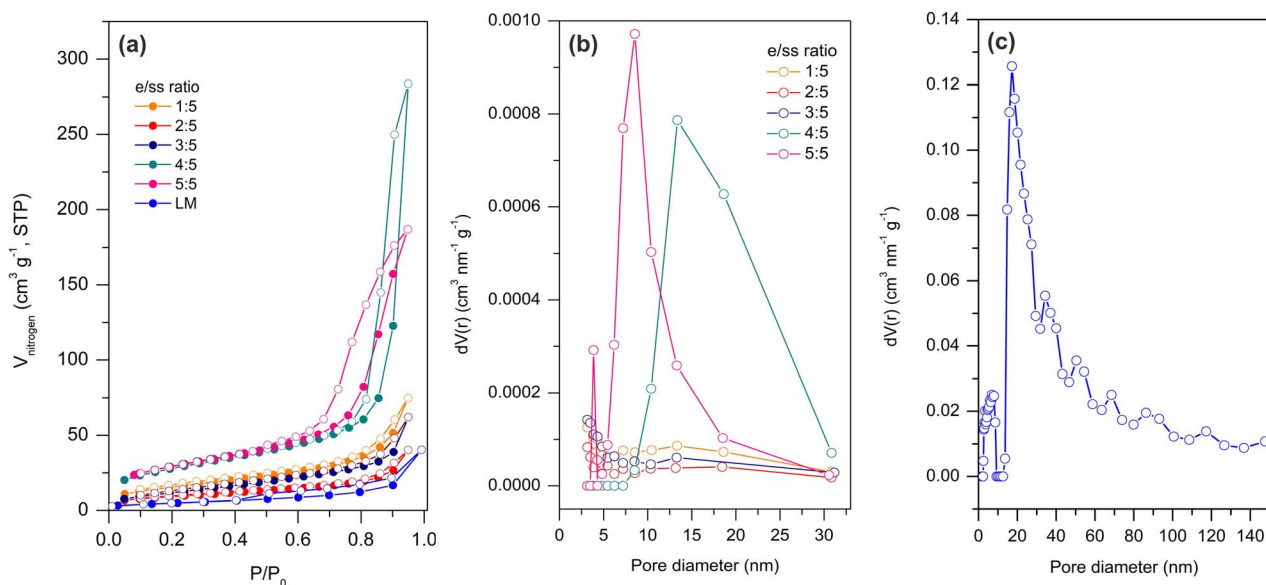 (a)
e/ss ratio
1:5
2:5
3:5
4:5
5:5
LM
300
250
200
150
100
50
0
V_nitrogen (cm³ g⁻¹, STP)
0.0 0.2 0.4 0.6 0.8 1.0
P/P₀
(b)
e/ss ratio
1:5
2:5
3:5
4:5
5:5
0.0010
0.0008
0.0006
0.0004
0.0002
0.0000
dV(r) (cm³ nm⁻¹ g⁻¹)
0 5 10 15 20 25 30
Pore diameter (nm)
(c)
0.14
0.12
0.10
0.08
0.06
0.04
0.02
0.00
dV(r) (cm³ nm⁻¹ g⁻¹)
0 20 40 60 80 100 120 140
Pore diameter (nm)